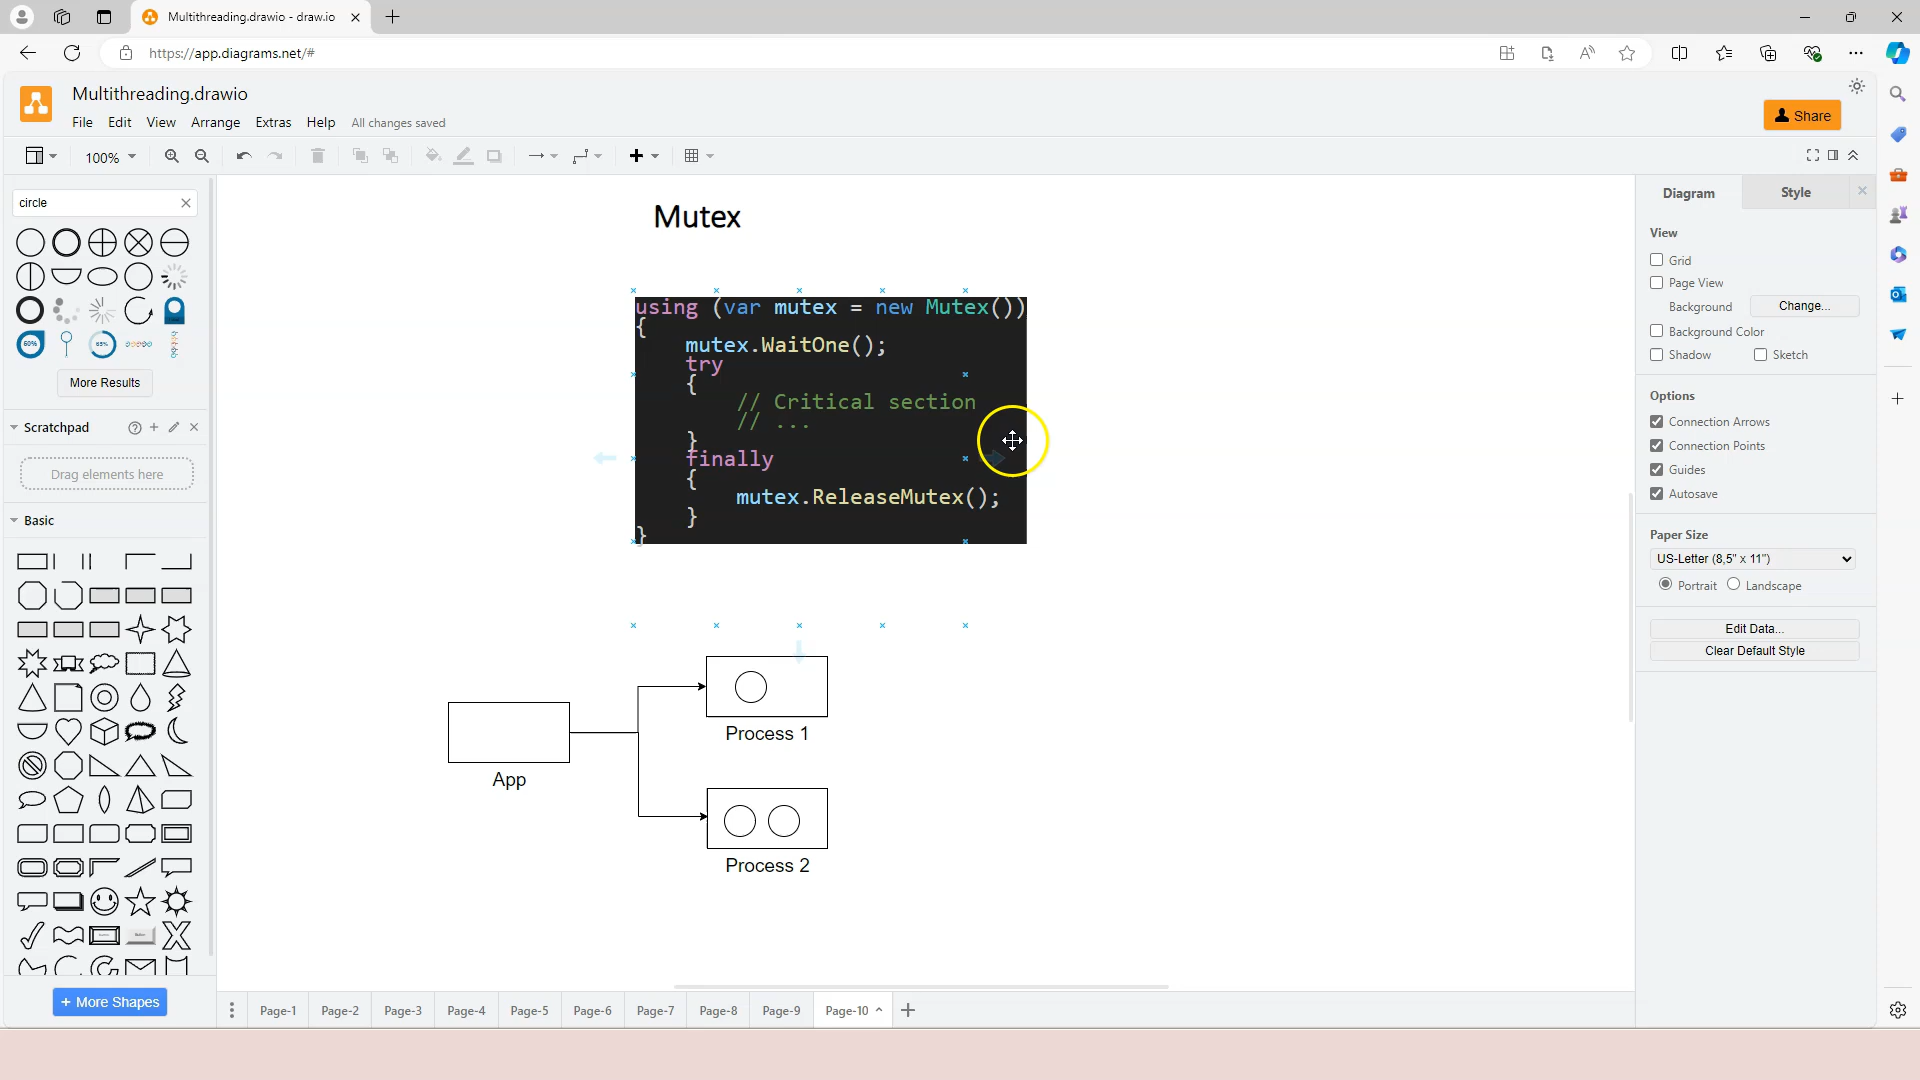 Multithreading.drawio - draw.io
https://app.diagrams.net/#
Multithreading.drawio
File Edit View Arrange Extras Help All changes saved
Share
100%
circle
60%
65%
More Results
Scratchpad
Drag elements here
Basic
+ More Shapes
Mutex
using (var mutex = new Mutex())
{
mutex.WaitOne();
try
{
// Critical section
// ...
}
finally
{
mutex.ReleaseMutex();
}
}
App
Process 1
Process 2
Page-1 Page-2 Page-3 Page-4 Page-5 Page-6 Page-7 Page-8 Page-9 Page-10
Diagram Style
View
Grid
Page View
Background Change...
Background Color
Shadow Sketch
Options
Connection Arrows
Connection Points
Guides
Autosave
Paper Size
US-Letter (8,5" x 11")
Portrait Landscape
Edit Data...
Clear Default Style